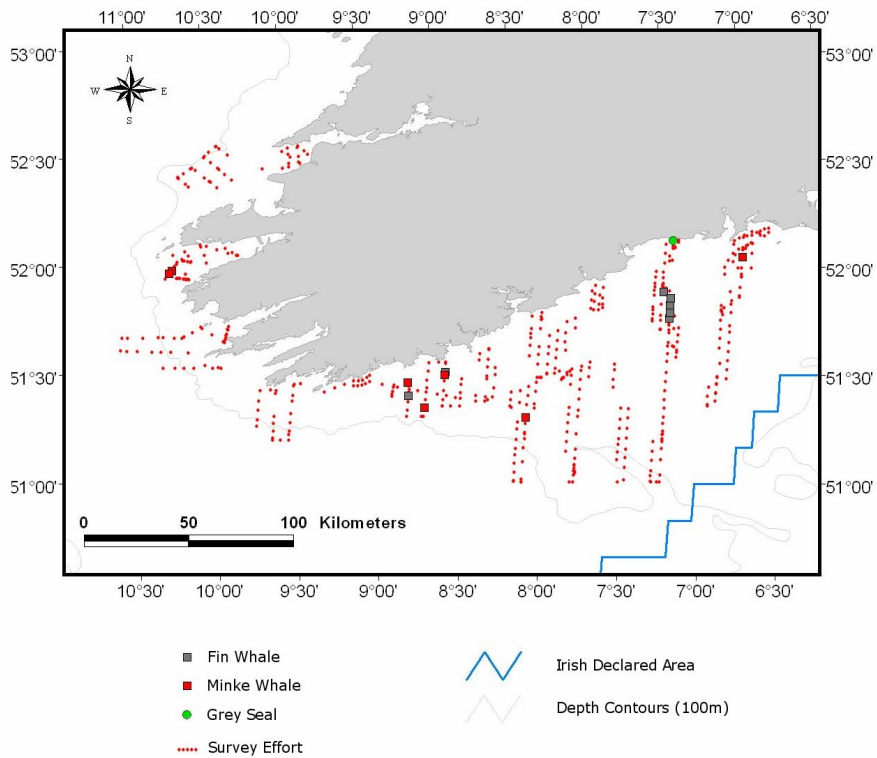 11°00' 10°30' 10°00' 9°30' 9°00' 8°30' 8°00' 7°30' 7°00' 6°30'
53°00' 53°00'
N
W E
S
52°30' 52°30'
52°00' 52°00'
51°30' 51°30'
51°00' 51°00'
0 50 100 Kilometers
10°30' 10°00' 9°30' 9°00' 8°30' 8°00' 7°30' 7°00' 6°30'
Fin Whale
Minke Whale
Grey Seal
Survey Effort
Irish Declared Area
Depth Contours (100m)